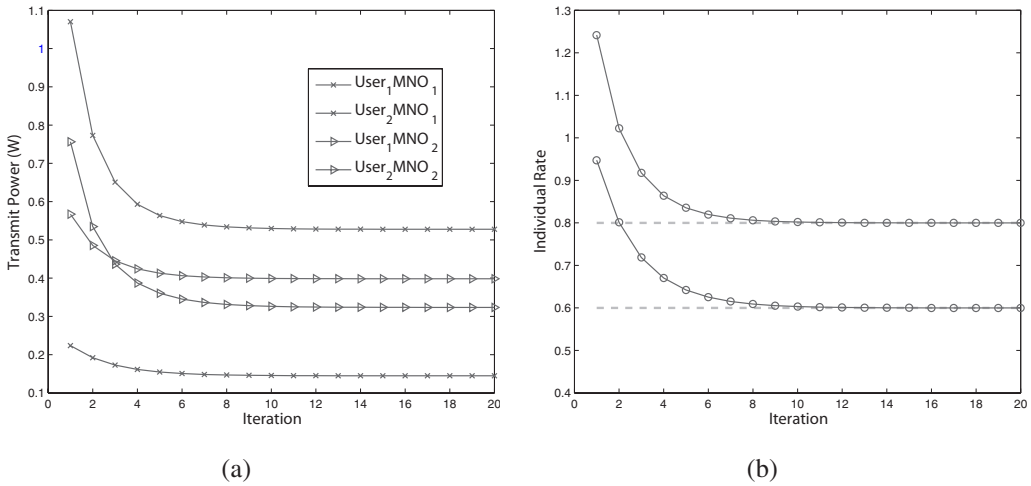 1.1
1
0.9
0.8
0.7
0.6
0.5
0.4
0.3
0.2
0.1
Transmit Power (W)
0 2 4 6 8 10 12 14 16 18 20
Iteration
User1MNO1
User2MNO1
User1MNO2
User2MNO2
(a)
1.3
1.2
1.1
1
0.9
0.8
0.7
0.6
0.5
0.4
Individual Rate
0 2 4 6 8 10 12 14 16 18 20
Iteration
(b)